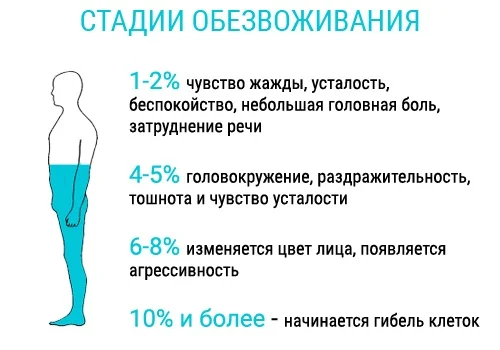 СТАДИИ ОБЕЗВОЖИВАНИЯ
1-2% чувство жажды, усталость,
беспокойство, небольшая головная боль,
затруднение речи
4-5% головокружение, раздражительность,
тошнота и чувство усталости
6-8% изменяется цвет лица, появляется
агрессивность
10% и более - начинается гибель клеток